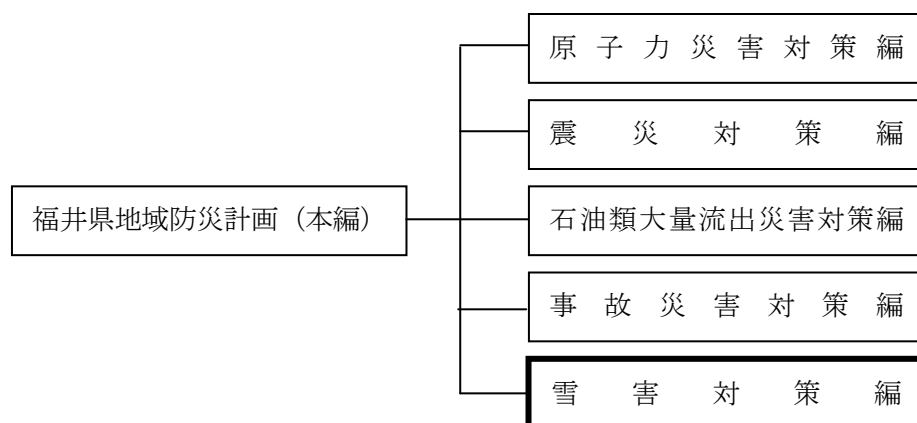 原子力災害対策編
震災対策編
福井県地域防災計画（本編）
石油類大量流出災害対策編
事故災害対策編
雪害対策編